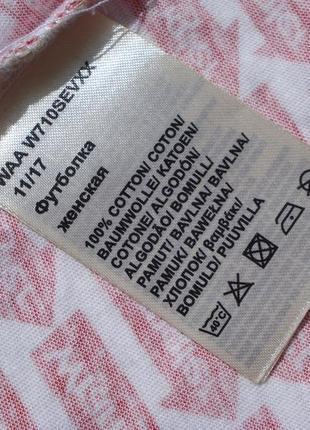 WAA W710SEVXX
11/17
Футболка
женская
100% COTTON/ COTON/
BAUMWOLLE/ KATOEN/
COTONE/ ALGODÓN/
ALGODÃO/ BOMULL/
PAMUT/ BAVLNA/ BAVLNA/
PAMUK/ BAWEŁNA/
ХЛОПОК/ βαμβάκι/
BOMULD/ PUUVILLA
40°C